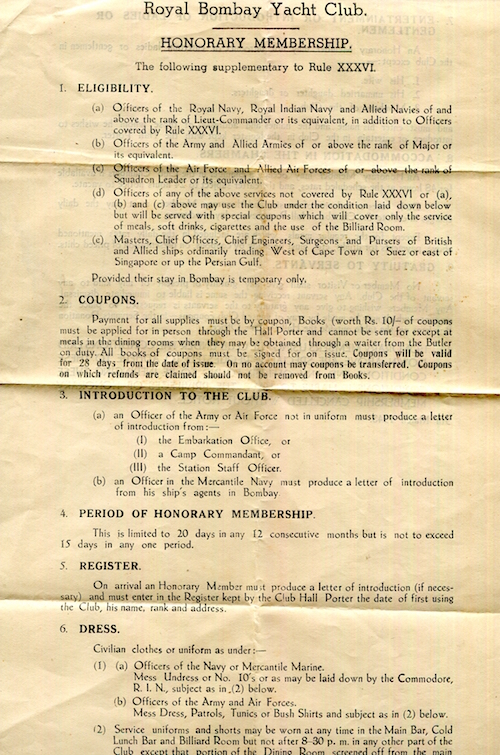 Royal Bombay Yacht Club.
HONORARY MEMBERSHIP.
The following supplementary to Rule XXXVI.
1. ELIGIBILITY.
(a) Officers of the Royal Navy, Royal Indian Navy and Allied Navies of and
above the rank of Lieut-Commander or its equivalent, in addition to Officers
covered by Rule XXXVI.
(b) Officers of the Army and Allied Armies of or above the rank of Major or
its equivalent.
(c) Officers of the Air Force and Allied Air Forces of or above the rank of
Squadron Leader or its equivalent.
(d) Officers of any of the above services not covered by Rule XXXVI or (a),
(b) and (c) above may use the Club under the condition laid down below
but will be served with special coupons which will cover only the service
of meals, soft drinks, cigarettes and the use of the Billiard Room.
(e) Masters, Chief Officers, Chief Engineers, Surgeons and Pursers of British
and Allied ships ordinarily trading West of Cape Town or Suez or east of
Singapore or up the Persian Gulf.
Provided their stay in Bombay is temporary only.
2. COUPONS.
Payment for all supplies must be by coupon, Books (worth Rs. 10/- of coupons
must be applied for in person through the Hall Porter and cannot be sent for except at
meals in the dining rooms when they may be obtained through a waiter from the Butler
on duty. All books of coupons must be signed for on issue. Coupons will be valid
for 28 days from the date of issue. On no account may coupons be transferred. Coupons
on which refunds are claimed should not be removed from Books.
3. INTRODUCTION TO THE CLUB.
(a) an Officer of the Army or Air Force not in uniform must produce a letter
of introduction from:—
(I) the Embarkation Office, or
(II) a Camp Commandant, or
(III) the Station Staff Officer.
(b) an Officer in the Mercantile Navy must produce a letter of introduction
from his ship's agents in Bombay.
4. PERIOD OF HONORARY MEMBERSHIP.
This is limited to 20 days in any 12 consecutive months but is not to exceed
15 days in any one period.
5. REGISTER.
On arrival an Honorary Member must produce a letter of introduction (if neces-
sary) and must enter in the Register kept by the Club Hall Porter the date of first using
the Club, his name, rank and address.
6. DRESS.
Civilian clothes or uniform as under:—
(1) (a) Officers of the Navy or Mercantile Marine.
Mess Undress or No. 10's or as may be laid down by the Commodore,
R. I. N., subject as in (2) below.
(b) Officers of the Army and Air Forces.
Mess Dress, Patrols, Tunics or Bush Shirts and subject as in (2) below.
(2) Service uniforms and shorts may be worn at any time in the Main Bar, Cold
Lunch Bar and Billiard Room but not after 8-30 p. m. in any other part of the
Club except that portion of the Dining Room screened off from the main